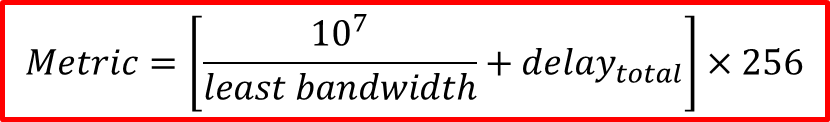 Metric = [10^7 / least bandwidth + delay_total] × 256